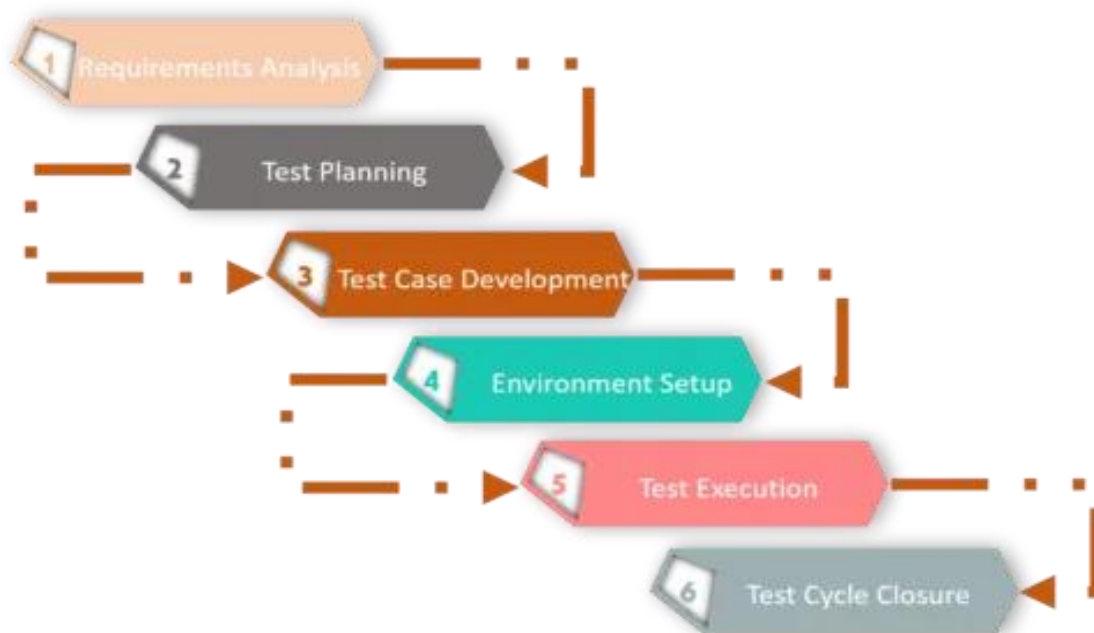 1 Requirements Analysis
2 Test Planning
3 Test Case Development
4 Environment Setup
5 Test Execution
6 Test Cycle Closure